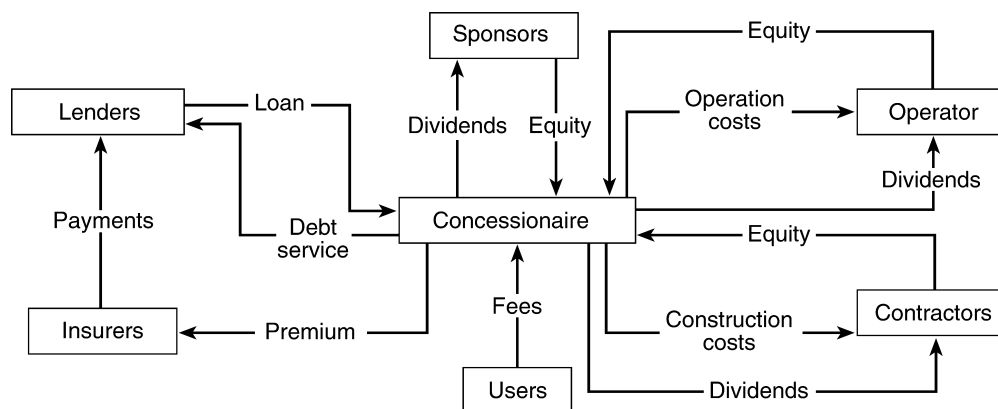 Sponsors
Equity
Lenders
Loan
Dividends
Equity
Operation
costs
Operator
Dividends
Payments
Concessionaire
Debt
service
Equity
Fees
Insurers
Premium
Construction
costs
Contractors
Users
Dividends